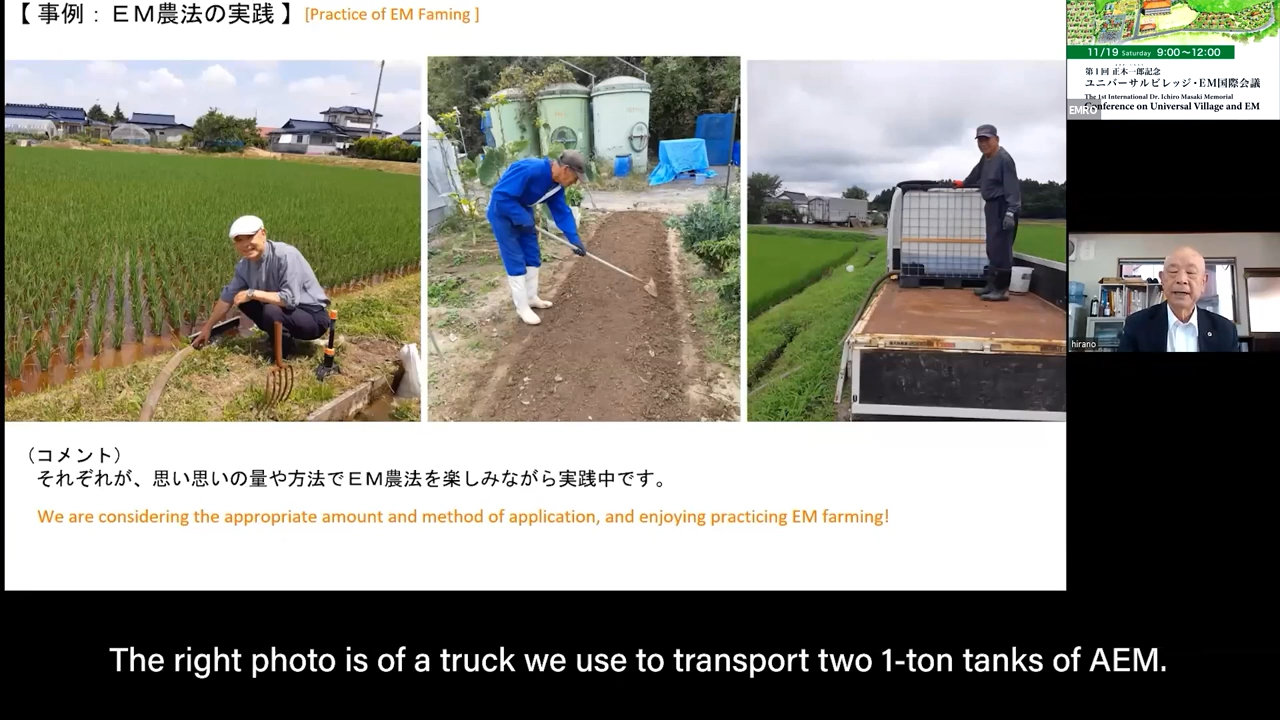 【 事例： ＥＭ農法の実践 】 [Practice of EM Faming ]
（コメント）
それぞれが、思い思いの量や方法でＥＭ農法を楽しみながら実践中です。
We are considering the appropriate amount and method of application, and enjoying practicing EM farming!
11/19 Saturday 9:00～12:00
第1回 正木一郎記念
ユニバーサルビレッジ・EM国際会議
The 1st International Dr. Ichiro Masaki Memorial
Conference on Universal Village and EM
EMRO
hirano
The right photo is of a truck we use to transport two 1-ton tanks of AEM.